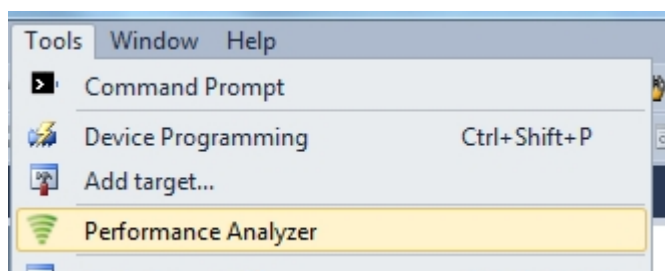 Tools Window Help
Command Prompt
Device Programming Ctrl+Shift+P
Add target...
Performance Analyzer